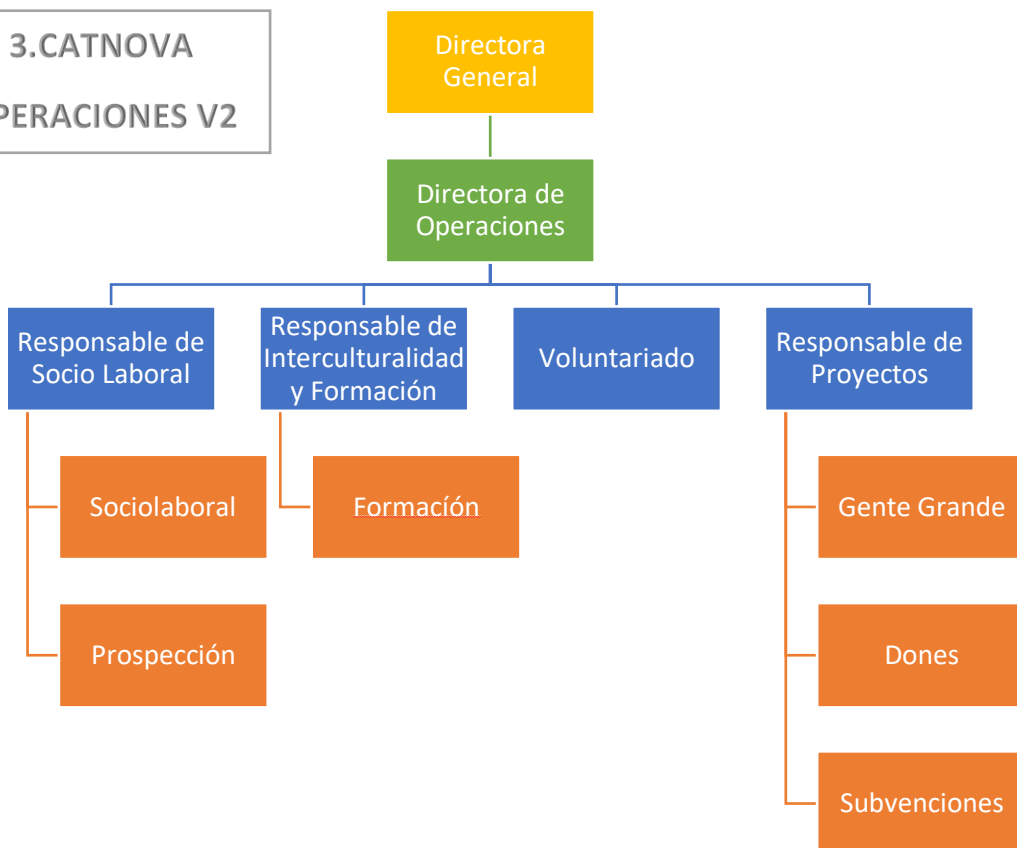 3.CATNOVA
PERACIONES V2
Directora
General
Directora de
Operaciones
Responsable de
Socio Laboral
Responsable de
Interculturalidad
y Formación
Voluntariado
Responsable de
Proyectos
Sociolaboral
Formacíón
Gente Grande
Prospección
Dones
Subvenciones